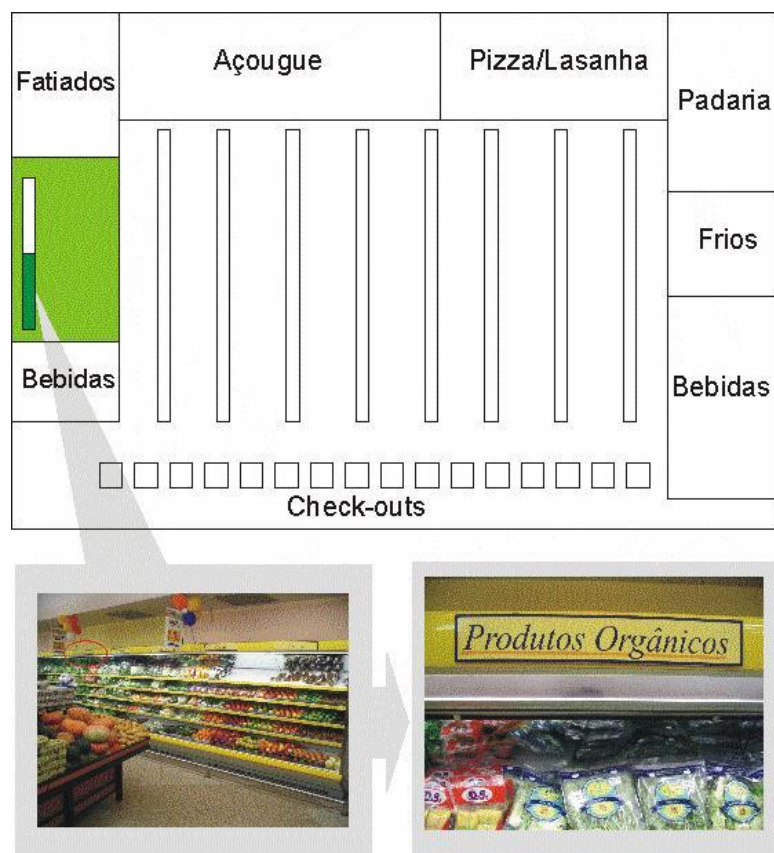 Açougue
Pizza/Lasanha
Fatiados
Padaria
Frios
Bebidas
Bebidas
Check-outs
Produtos Orgânicos